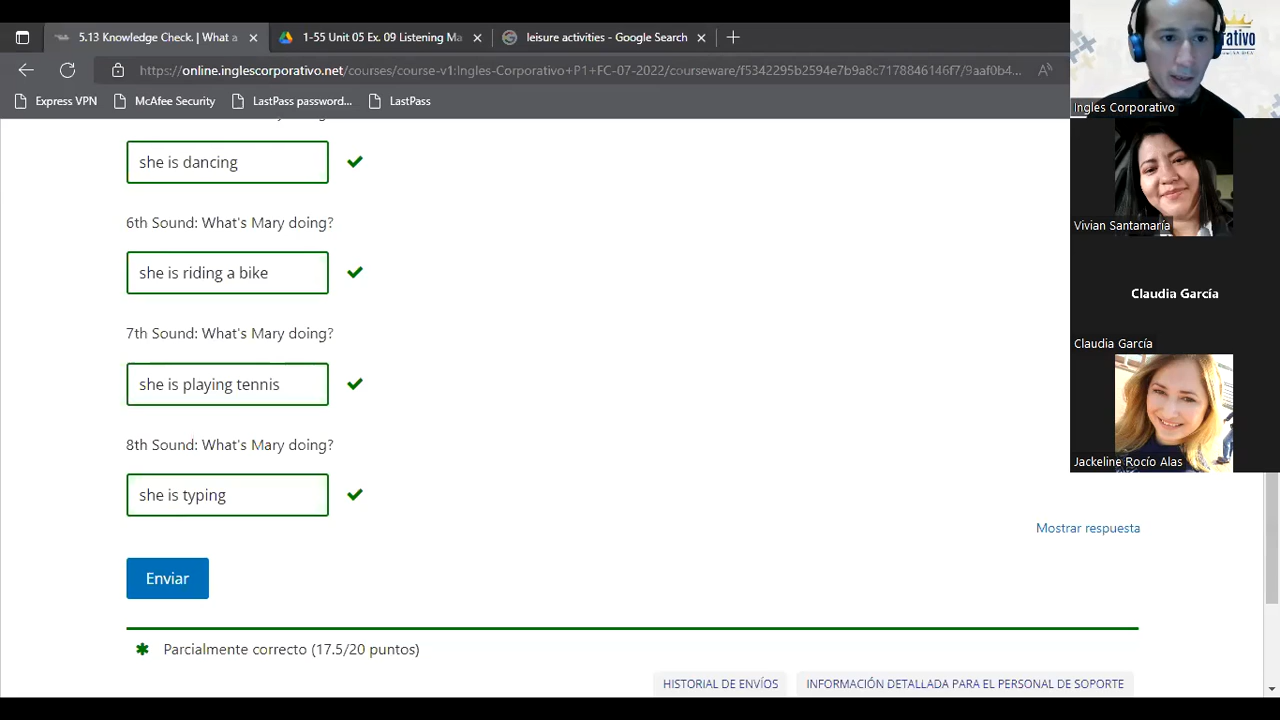 5.13 Knowledge Check. | What a
1-55 Unit 05 Ex. 09 Listening Ma
leisure activities - Google Search
https://online.inglescorporativo.net/courses/course-v1:Ingles-Corporativo+P1+FC-07-2022/courseware/f5342295b2594e7b9a8c7178846146f7/9aaf0b4...
Express VPN
McAfee Security
LastPass password...
LastPass
she is dancing
6th Sound: What's Mary doing?
she is riding a bike
7th Sound: What's Mary doing?
she is playing tennis
8th Sound: What's Mary doing?
she is typing
Mostrar respuesta
Enviar
Parcialmente correcto (17.5/20 puntos)
HISTORIAL DE ENVÍOS
INFORMACIÓN DETALLADA PARA EL PERSONAL DE SOPORTE
Ingles Corporativo
Vivian Santamaría
Claudia García
Claudia García
Jackeline Rocío Alas